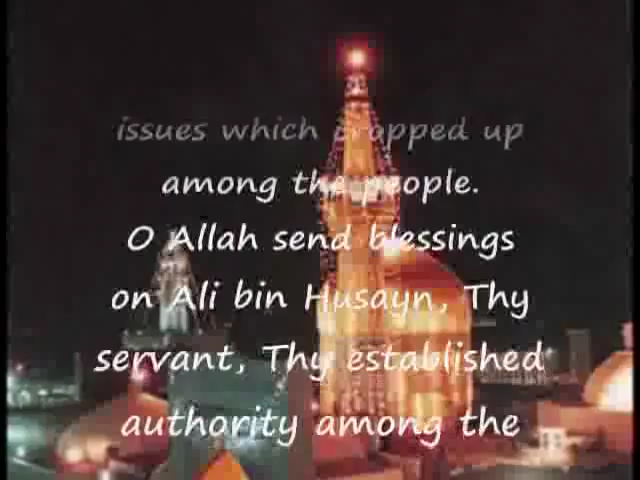 issues which cropped up
among the people.
O Allah send blessings
on Ali bin Husayn, Thy
servant, Thy established
authority among the